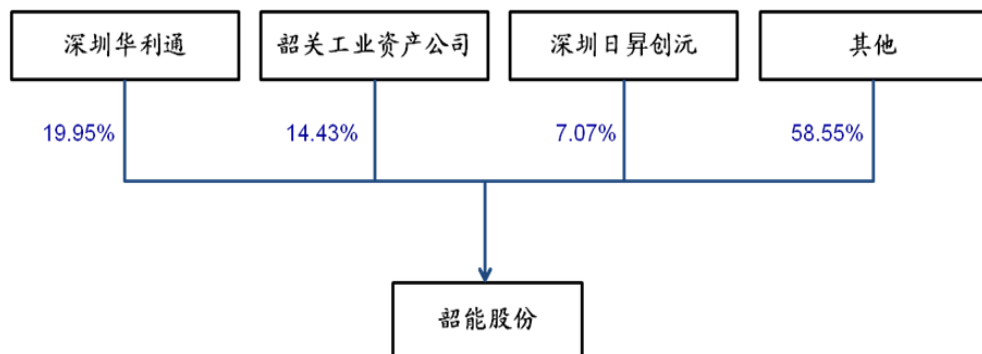 深圳华利通
韶关工业资产公司
深圳日昇创沅
其他
19.95%
14.43%
7.07%
58.55%
韶能股份